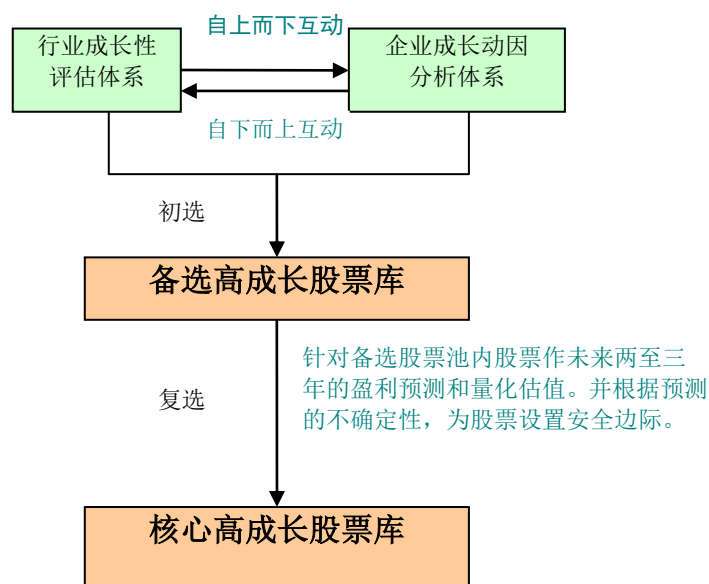 自上而下互动
行业成长性
评估体系
企业成长动因
分析体系
自下而上互动
初选
备选高成长股票库
针对备选股票池内股票作未来两至三
年的盈利预测和量化估值。并根据预测
的不确定性，为股票设置安全边际。
复选
核心高成长股票库